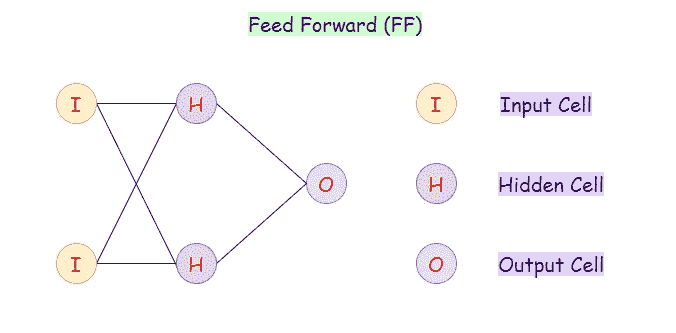 Feed Forward (FF)
I H I Input Cell
O H Hidden Cell
I H O Output Cell